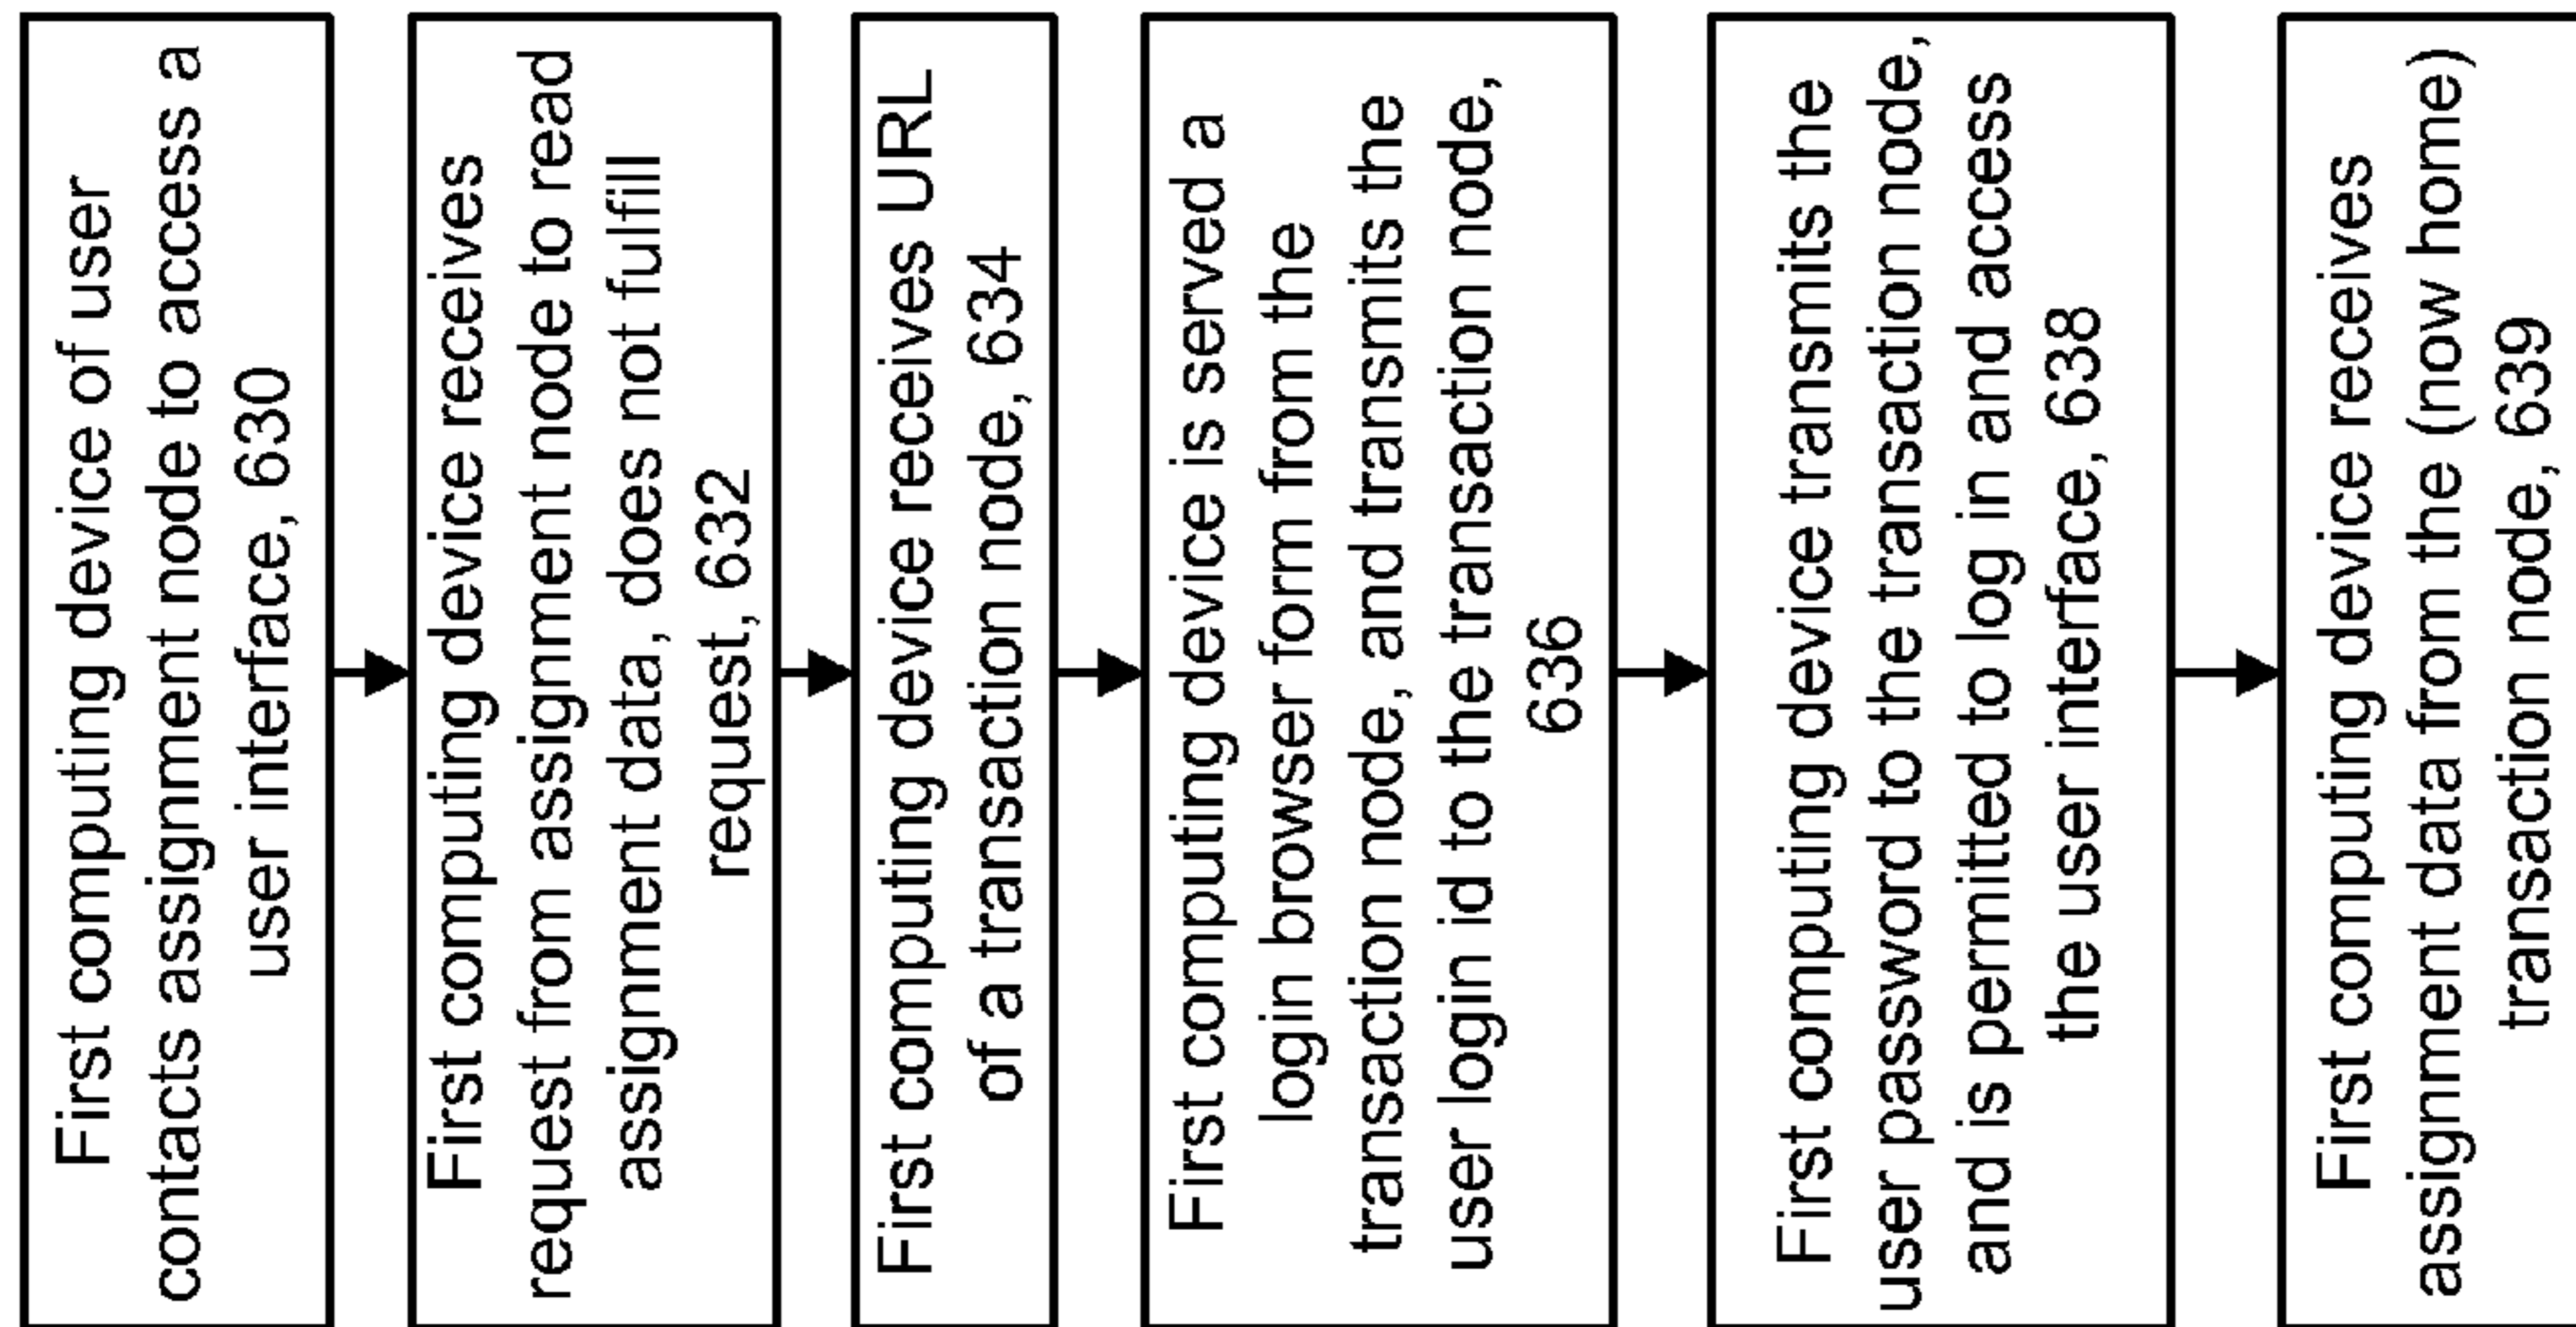 First computing device of user
contacts assignment node to access a
user interface, 630
First computing device receives
request from assignment node to read
assignment data, does not fulfill
request, 632
First computing device receives URL
of a transaction node, 634
First computing device is served a
login browser form from the
transaction node, and transmits the
user login id to the transaction node,
636
First computing device transmits the
user password to the transaction node,
and is permitted to log in and access
the user interface, 638
First computing device receives
assignment data from the (now home)
transaction node, 639